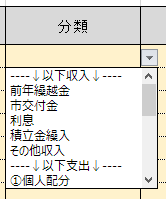 分類
----↓以下収入↓----
前年繰越金
市交付金
利息
積立金繰入
その他収入
----↓以下支出↓----
①個人配分